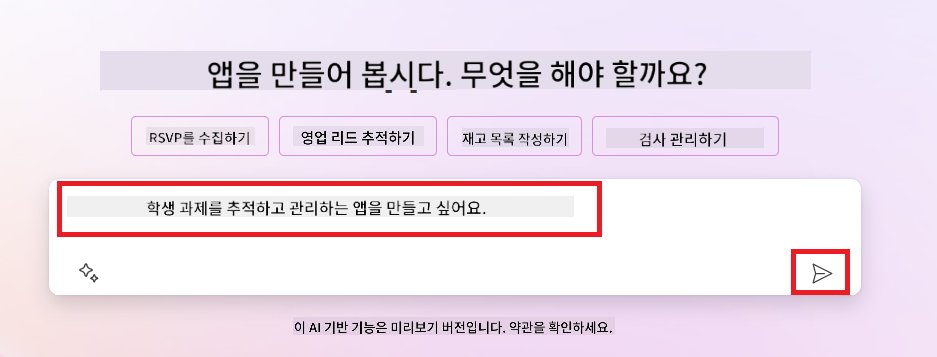 앱을 만들어 봅시다. 무엇을 해야 할까요?
RSVP를 수집하기 영업 리드 추적하기 재고 목록 작성하기 검사 관리하기
학생 과제를 추적하고 관리하는 앱을 만들고 싶어요.
이 AI 기반 기능은 미리보기 버전입니다. 약관을 확인하세요.